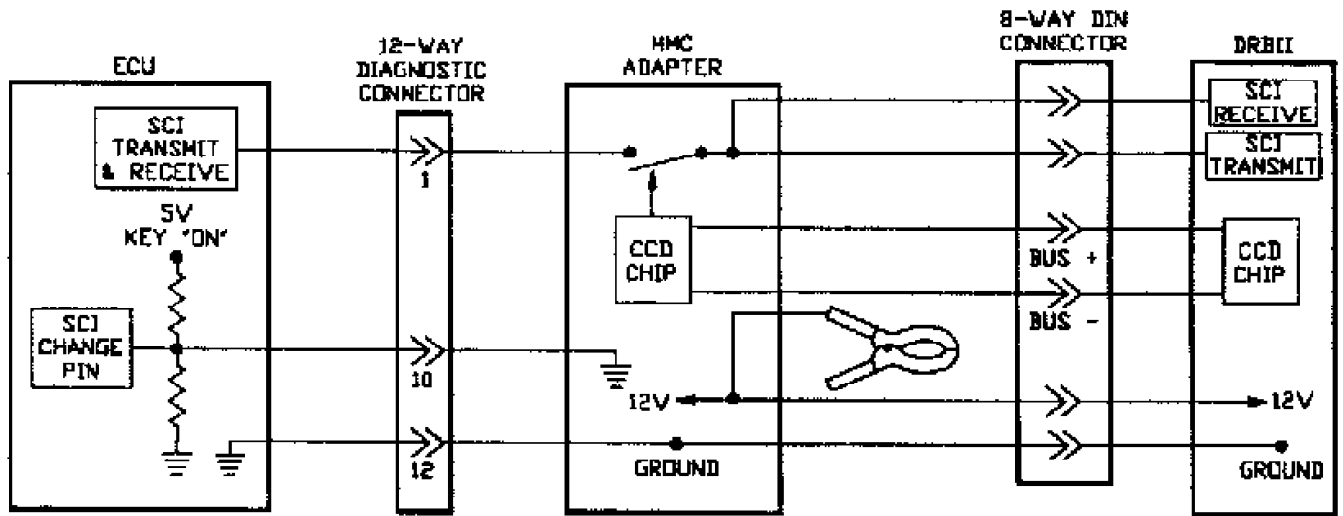 ECU
12-WAY
DIAGNOSTIC
CONNECTOR
MMC
ADAPTER
8-WAY DIN
CONNECTOR
DRBII
SCI
TRANSMIT
& RECEIVE
1
SCI
RECEIVE
SCI
TRANSMIT
5V
KEY "ON"
CCD
CHIP
BUS +
BUS -
CCD
CHIP
SCI
CHANGE
PIN
10
12V
12V
12
GROUND
GROUND